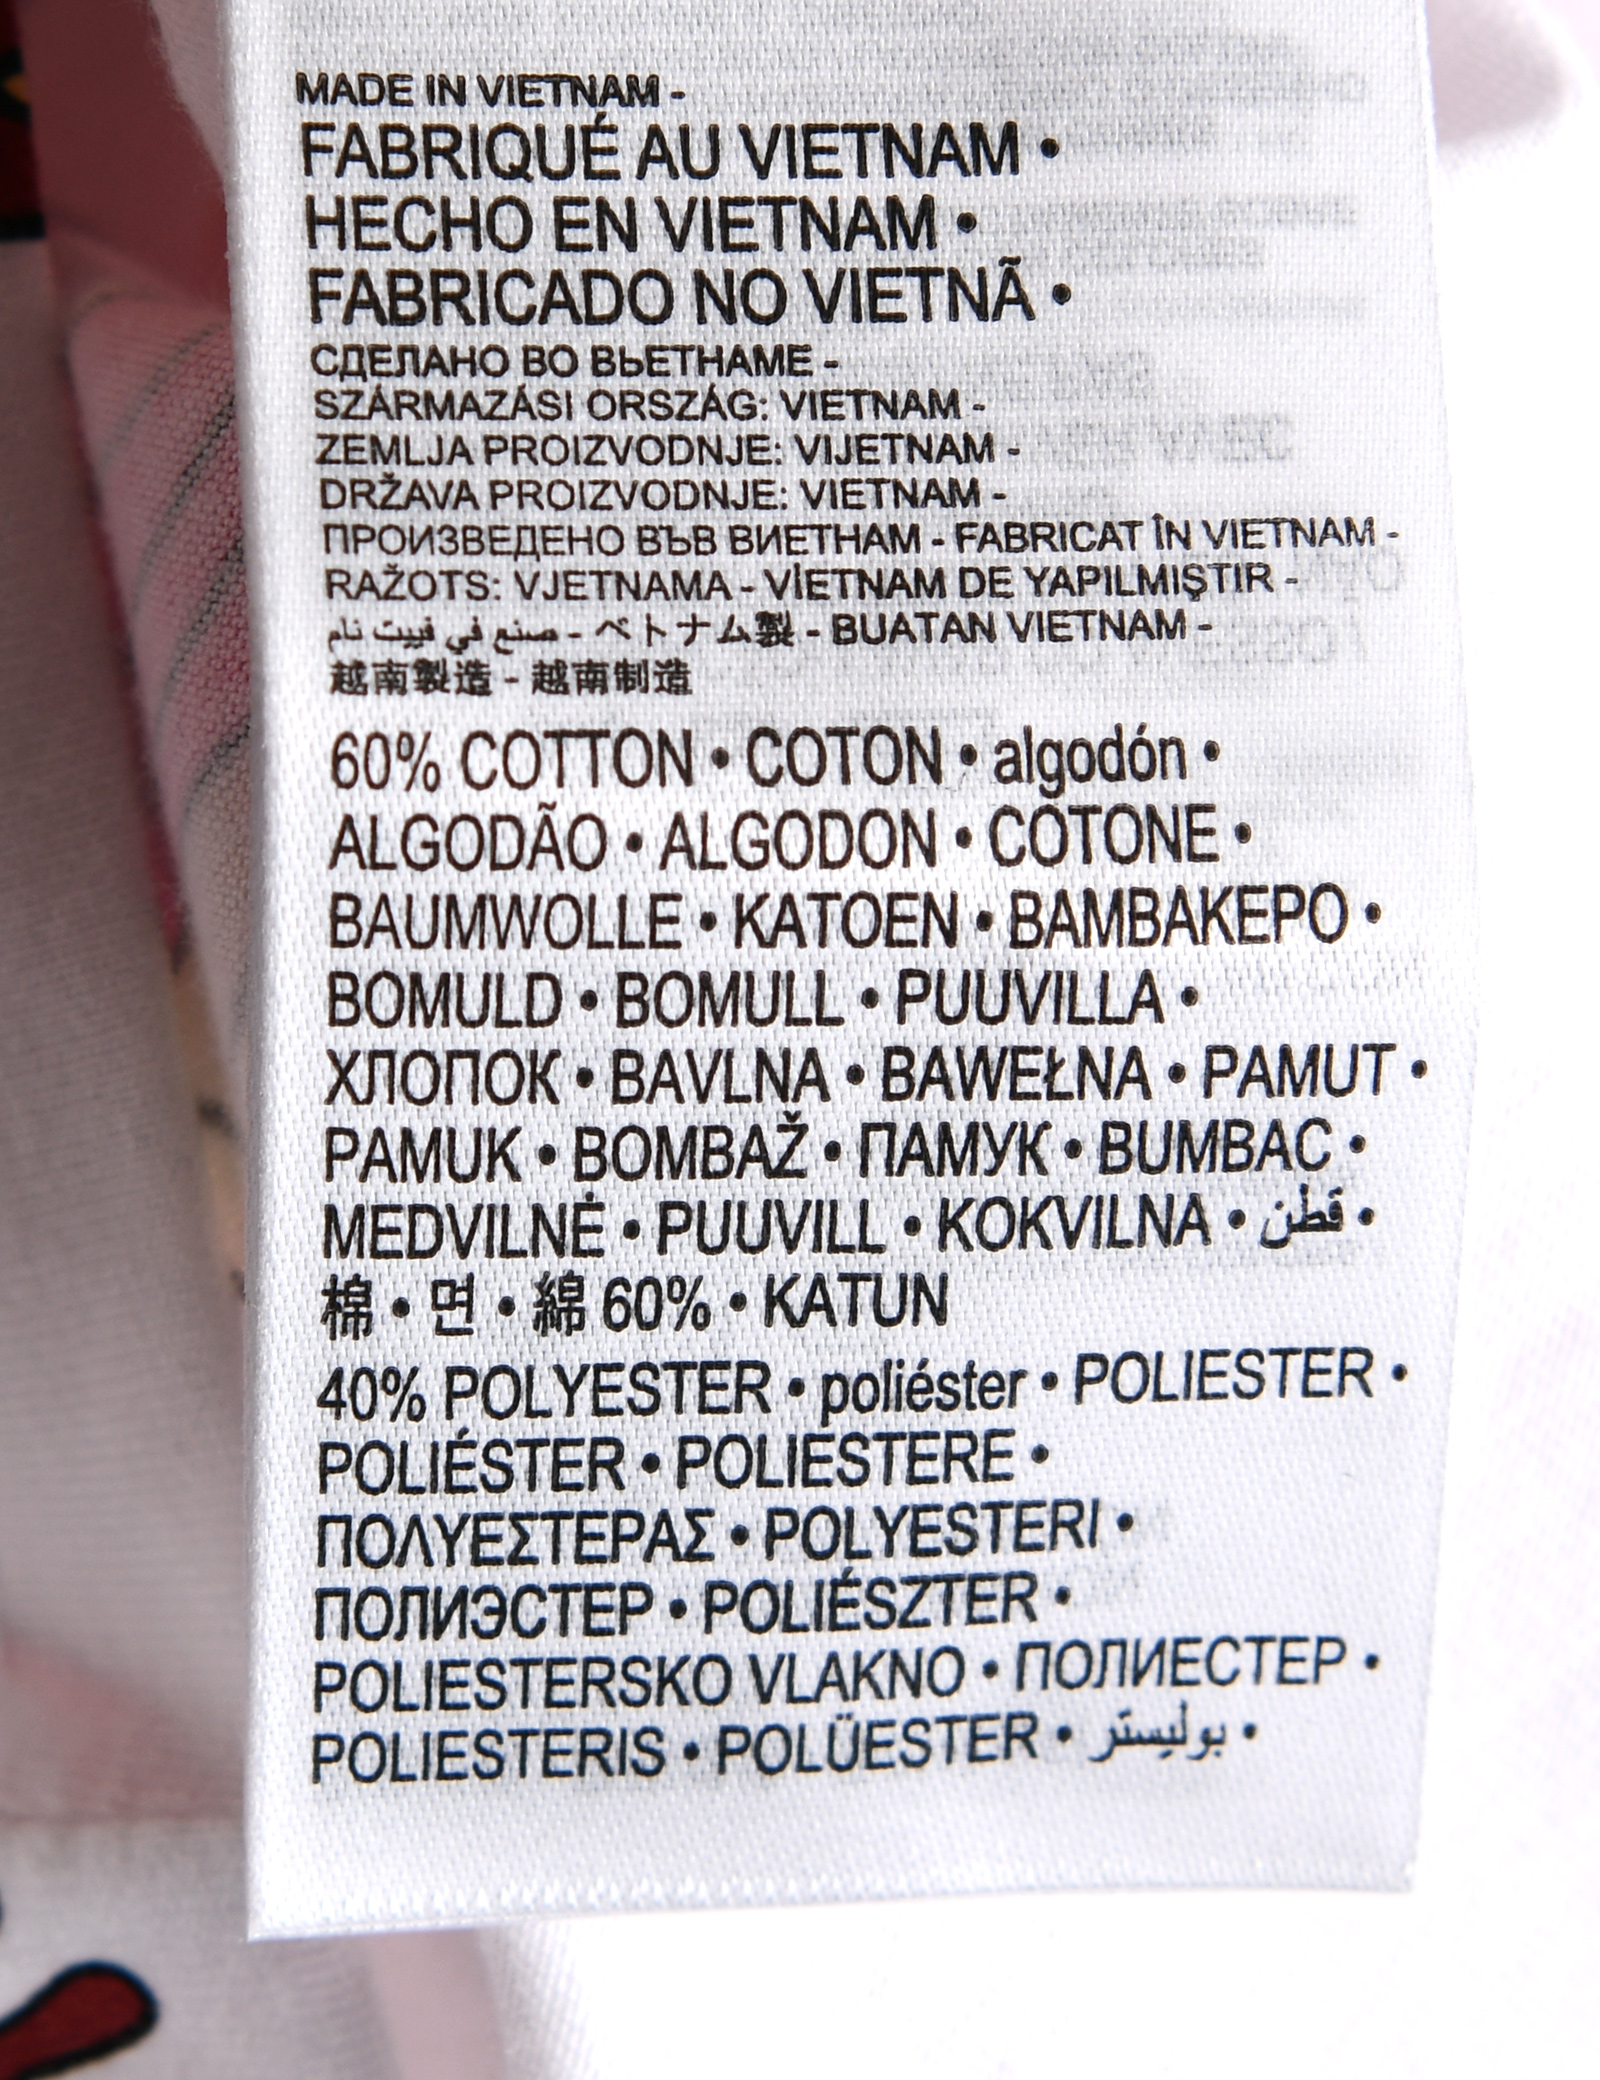 MADE IN VIETNAM -
FABRIQUÉ AU VIETNAM •
HECHO EN VIETNAM •
FABRICADO NO VIETNÃ •
СДЕЛАНО ВО ВЬЕТНАМЕ -
SZÁRMAZÁSI ORSZÁG: VIETNAM -
ZEMLJA PROIZVODNJE: VIJETNAM -
DRŽAVA PROIZVODNJE: VIETNAM -
ПРОИЗВЕДЕНО ВЪВ ВИЕТНАМ - FABRICAT ÎN VIETNAM -
RAŽOTS: VJETNAMA - VİETNAM DE YAPILMIŞTIR -
صنع في فييت نام - ベトナム製 - BUATAN VIETNAM -
越南製造 - 越南制造
60% COTTON • COTON • algodón •
ALGODÃO • ALGODON • COTONE •
BAUMWOLLE • KATOEN • ΒΑΜΒΑΚΕΡΟ •
BOMULD • BOMULL • PUUVILLA •
ХЛОПОК • BAVLNA • BAWEŁNA • PAMUT •
PAMUK • BOMBAŽ • ПАМУК • BUMBAC •
MEDVILNĖ • PUUVILL • KOKVILNA • قطن •
棉 • 면 • 綿 60% • KATUN
40% POLYESTER • poliéster • POLIESTER •
POLIÉSTER • POLIESTERE •
ΠΟΛΥΕΣΤΕΡΑΣ • POLYESTERI •
ПОЛИЭСТЕР • POLIÉSZTER •
POLIESTERSKO VLAKNO • ПОЛИЕСТЕР •
POLIESTERIS • POLÜESTER • بوليستر •